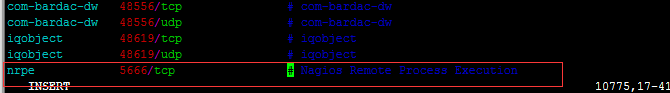 com-bardac-dw 48556/tcp # com-bardac-dw
com-bardac-dw 48556/udp # com-bardac-dw
iqobject 48619/tcp # iqobject
iqobject 48619/udp # iqobject
nrpe 5666/tcp # Nagios Remote Process Execution
INSERT 10775,17-41